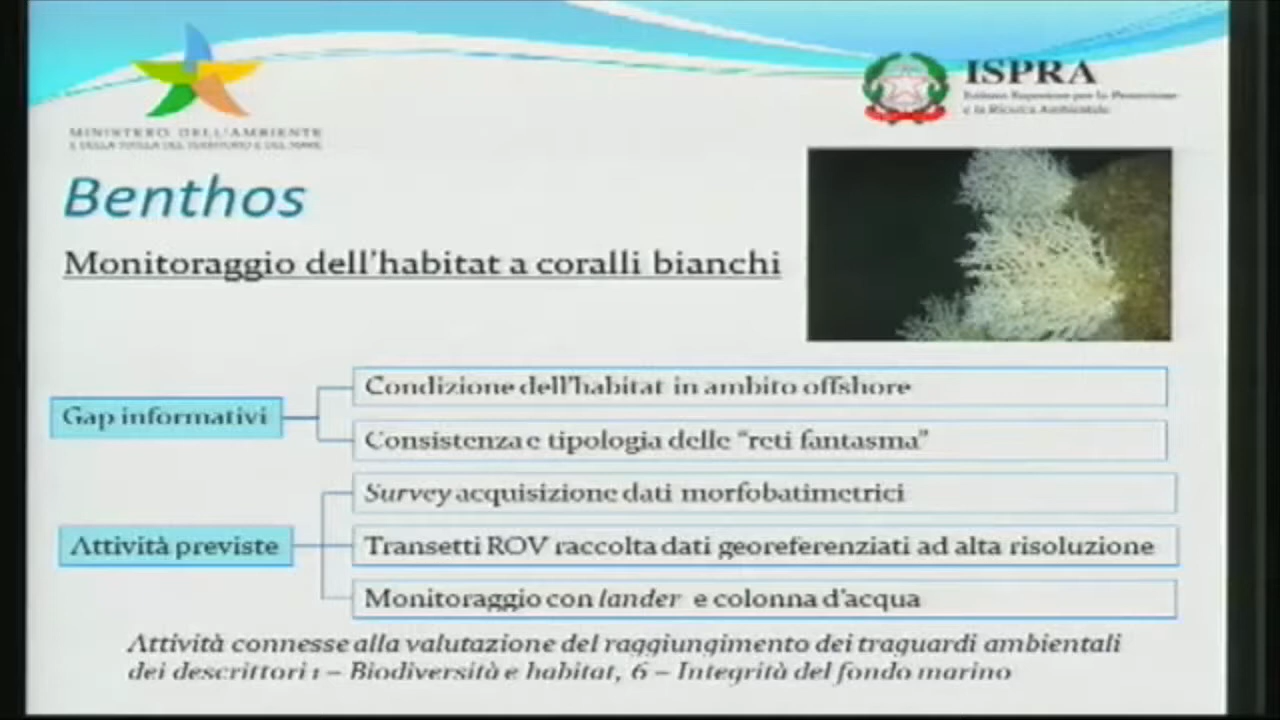 MINISTERO DELL'AMBIENTE
E DELLA TUTELA DEL TERRITORIO E DEL MARE
ISPRA
Istituto Superiore per la Protezione
e la Ricerca Ambientale
Benthos
Monitoraggio dell'habitat a coralli bianchi
Gap informativi
Condizione dell'habitat in ambito offshore
Consistenza e tipologia delle "reti fantasma"
Attività previste
Survey acquisizione dati morfobatimetrici
Transetti ROV raccolta dati georeferenziati ad alta risoluzione
Monitoraggio con lander e colonna d'acqua
Attività connesse alla valutazione del raggiungimento dei traguardi ambientali
dei descrittori 1 – Biodiversità e habitat, 6 – Integrità del fondo marino